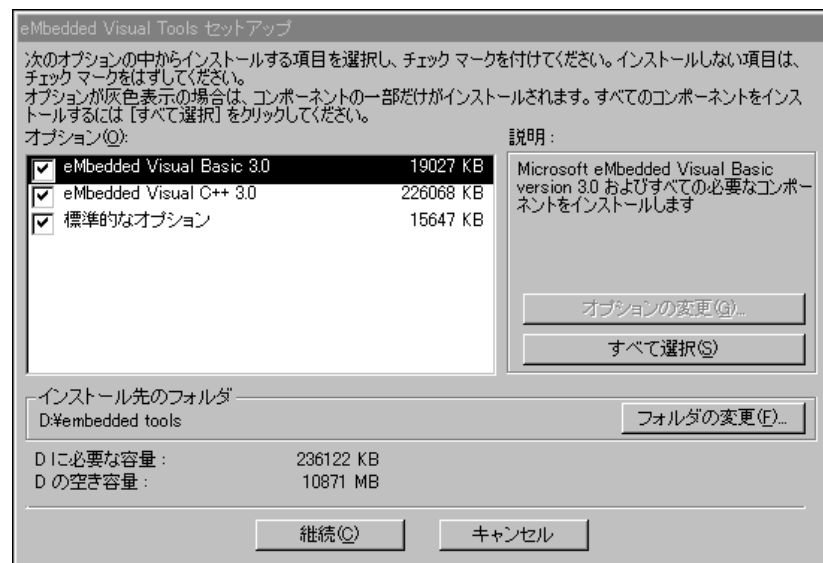 eMbedded Visual Tools セットアップ
次のオプションの中からインストールする項目を選択し、チェック マークを付けてください。インストールしない項目は、
チェック マークをはずしてください。
オプションが灰色表示の場合は、コンポーネントの一部だけがインストールされます。すべてのコンポーネントをインス
トールするには [すべて選択] をクリックしてください。
オプション(O):
説明:
eMbedded Visual Basic 3.0 19027 KB
eMbedded Visual C++ 3.0 226068 KB
標準的なオプション 15647 KB
Microsoft eMbedded Visual Basic
version 3.0 およびすべての必要なコンポー
ネントをインストールします
オプションの変更(G)...
すべて選択(S)
インストール先のフォルダ
D:¥embedded tools
フォルダの変更(F)...
D に必要な容量: 236122 KB
D の空き容量: 10871 MB
継続(C)
キャンセル